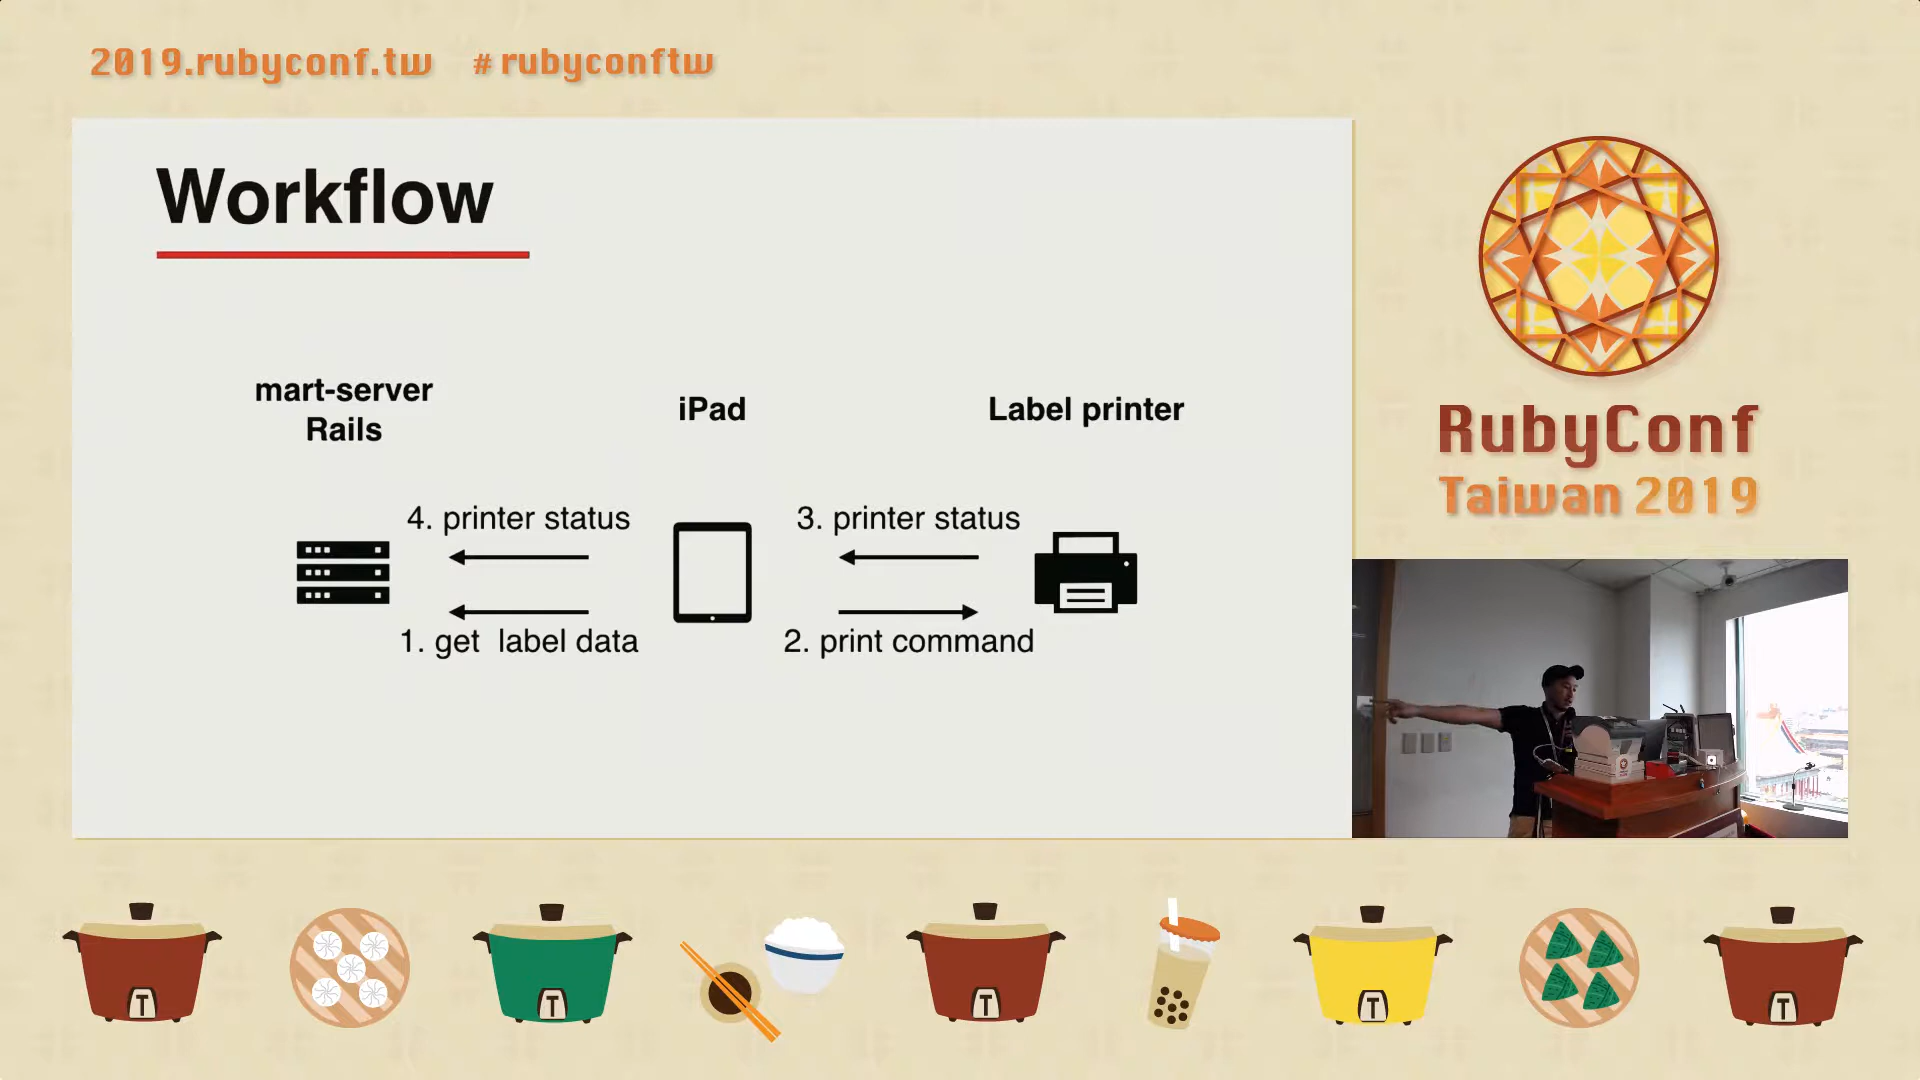 2019.rubyconf.tw # rubyconftw
Workflow
mart-server
Rails
iPad
Label printer
4. printer status
3. printer status
1. get label data
2. print command
RubyConf
Taiwan 2019
T
T
T
T
T